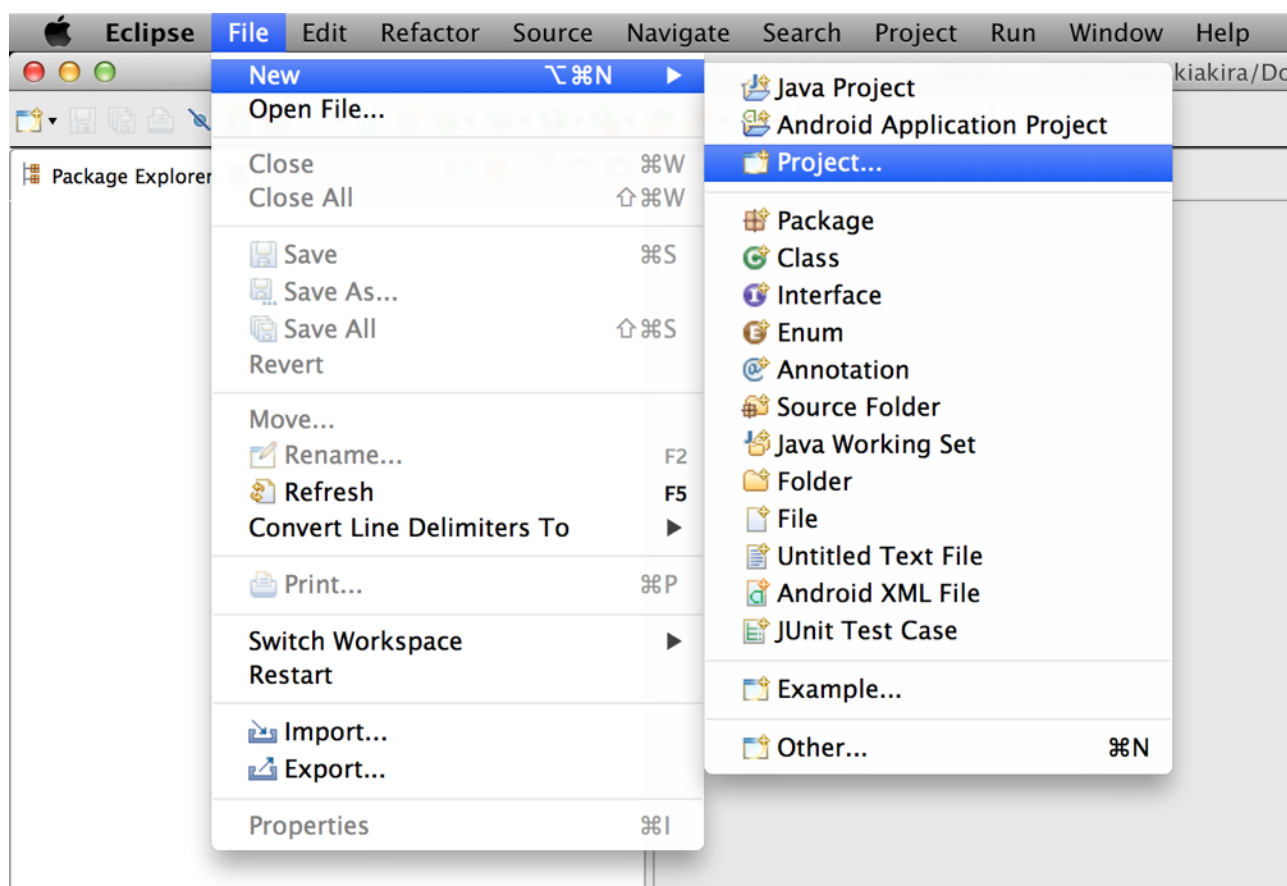 Eclipse File Edit Refactor Source Navigate Search Project Run Window Help
kiakira/Do
Package Explorer
New ⌥⌘N ▶
Open File...
Close ⌘W
Close All ⇧⌘W
Save ⌘S
Save As...
Save All ⇧⌘S
Revert
Move...
Rename... F2
Refresh F5
Convert Line Delimiters To ▶
Print... ⌘P
Switch Workspace ▶
Restart
Import...
Export...
Properties ⌘I
Java Project
Android Application Project
Project...
Package
Class
Interface
Enum
Annotation
Source Folder
Java Working Set
Folder
File
Untitled Text File
Android XML File
JUnit Test Case
Example...
Other... ⌘N